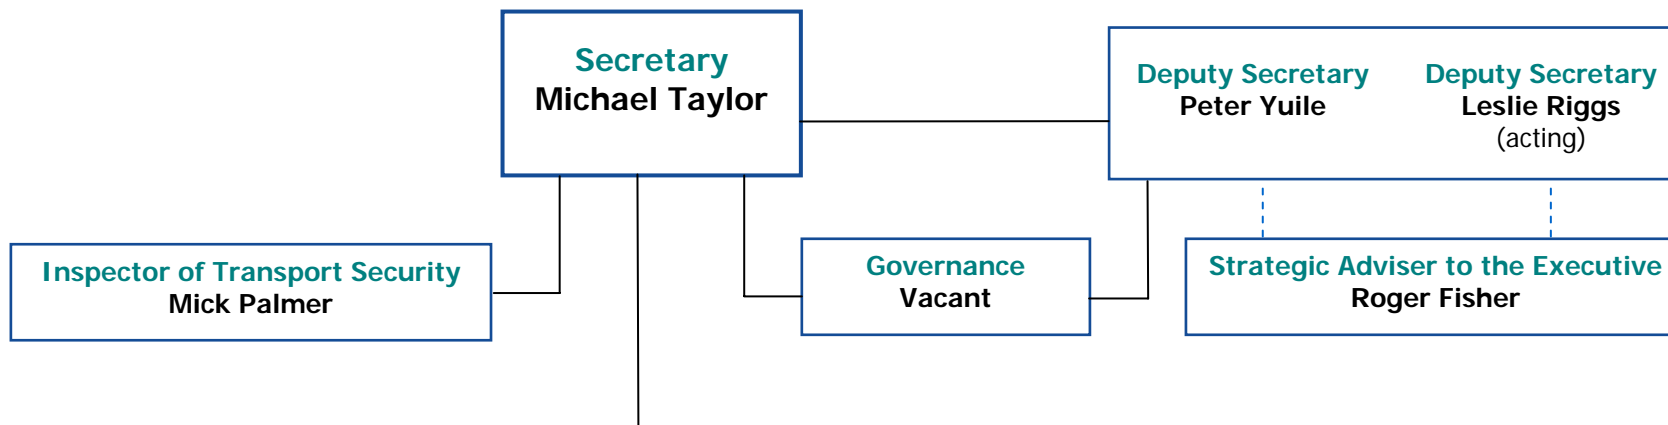 Secretary
Michael Taylor
Deputy Secretary
Peter Yuile
Deputy Secretary
Leslie Riggs
(acting)
Inspector of Transport Security
Mick Palmer
Governance
Vacant
Strategic Adviser to the Executive
Roger Fisher